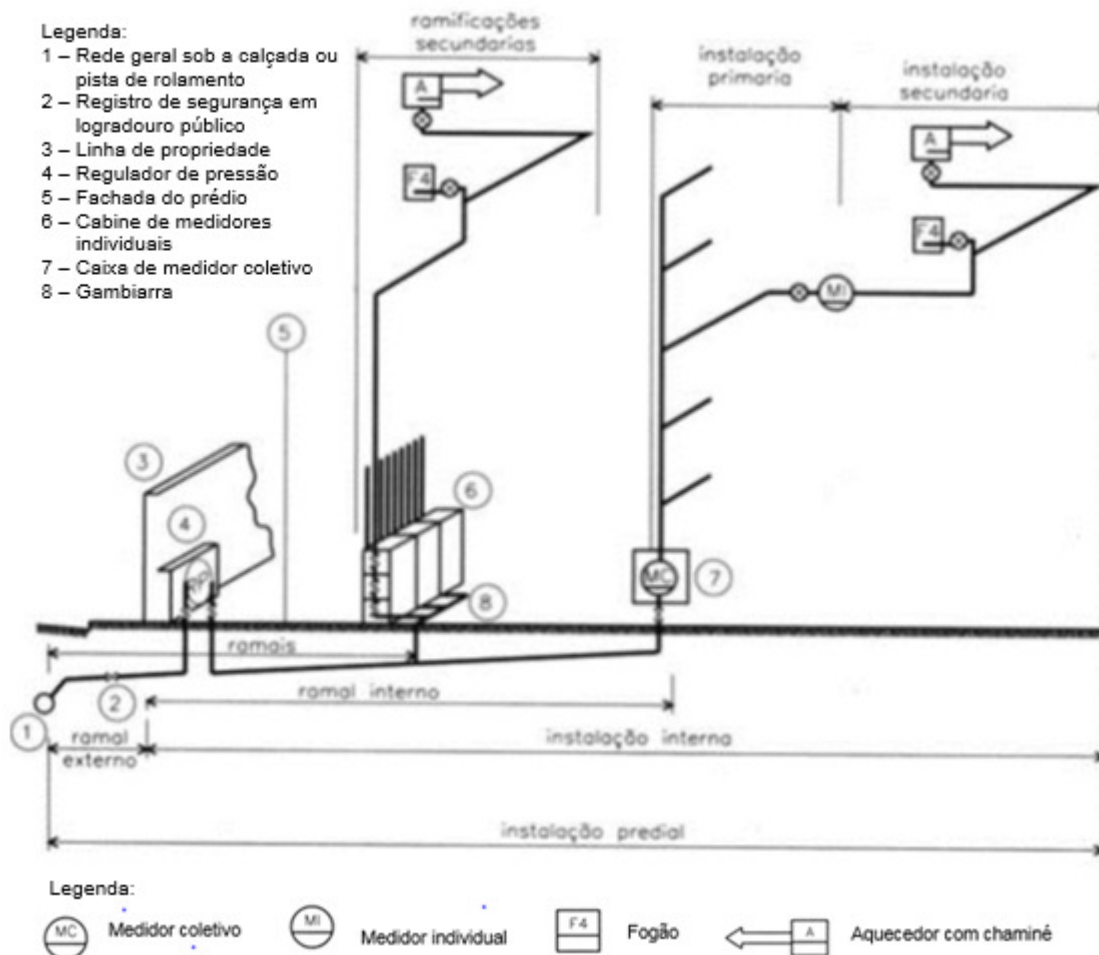 Legenda:
1 – Rede geral sob a calçada ou
pista de rolamento
2 – Registro de segurança em
logradouro público
3 – Linha de propriedade
4 – Regulador de pressão
5 – Fachada do prédio
6 – Cabine de medidores
individuais
7 – Caixa de medidor coletivo
8 – Gambiarra
ramificações
secundarias
instalação
primaria
instalação
secundaria
A
F4
A
F4
MI
5
3
4
RP
6
8
MC
7
ramais
2
ramal interno
1
ramal
externo
instalação interna
instalação predial
Legenda:
MC Medidor coletivo
MI Medidor individual
F4 Fogão
A Aquecedor com chaminé